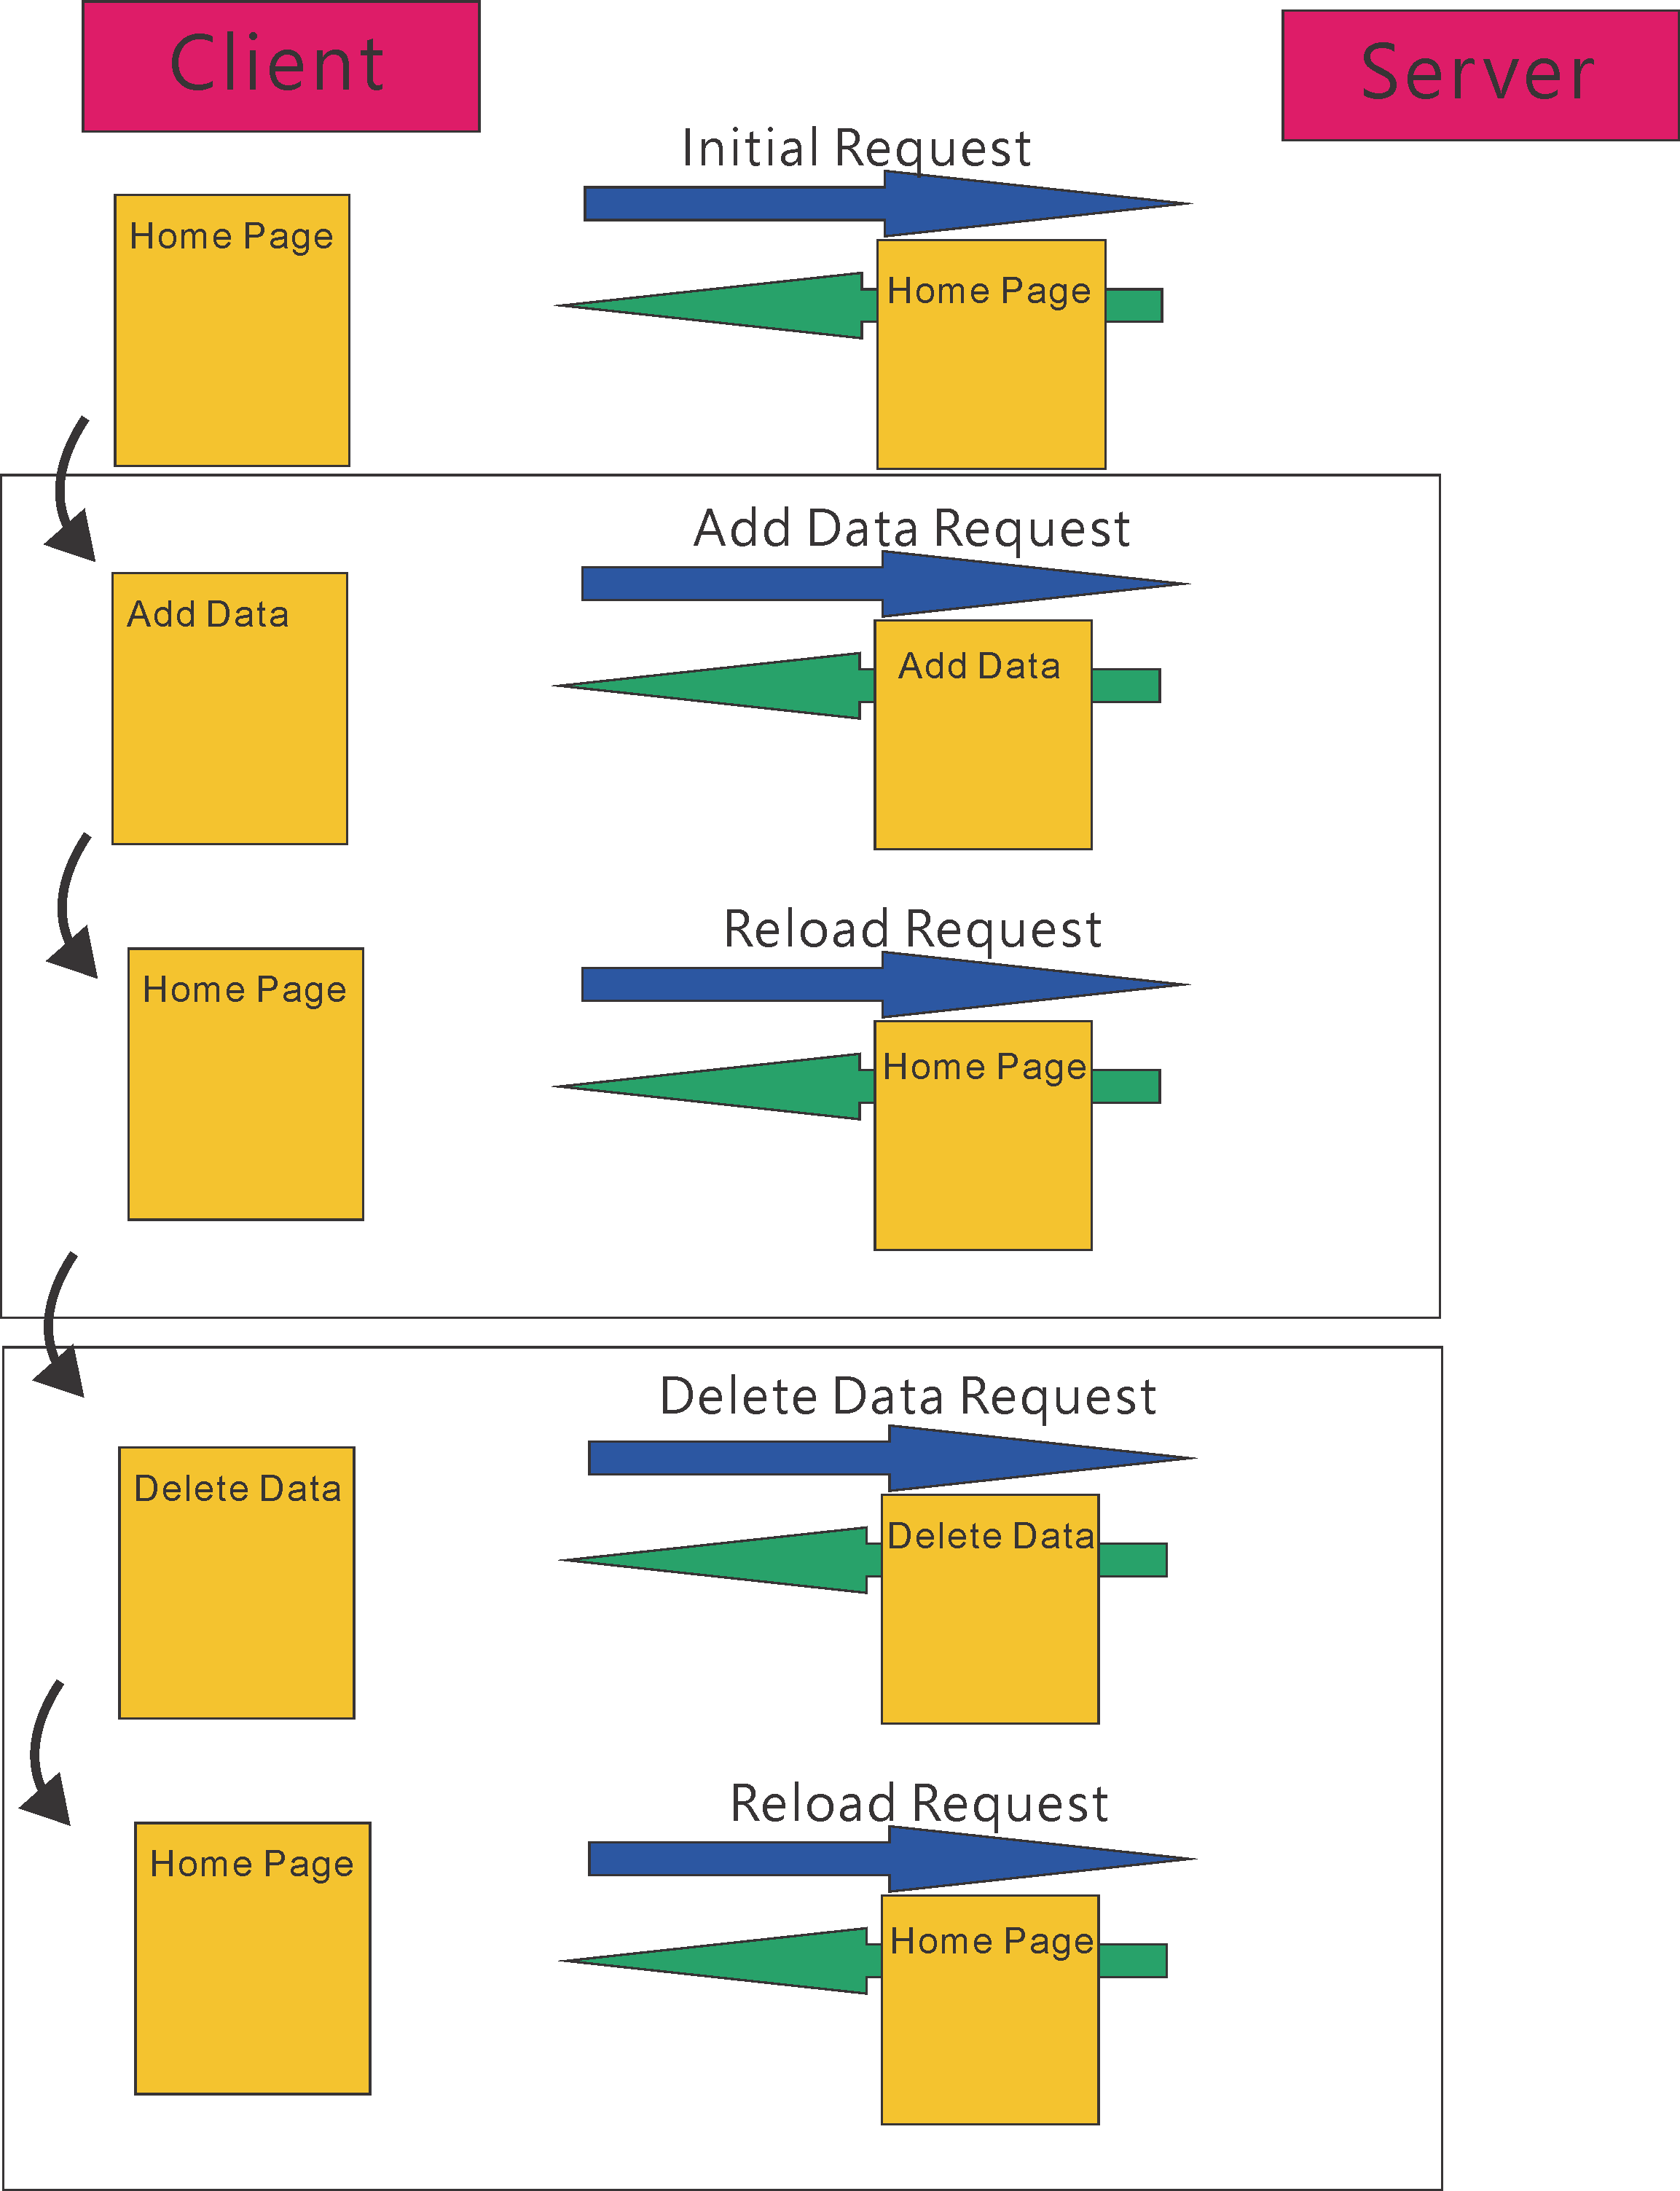 Client
Server
Initial Request
Home Page
Home Page
Add Data Request
Add Data
Add Data
Reload Request
Home Page
Home Page
Delete Data Request
Delete Data
Delete Data
Reload Request
Home Page
Home Page